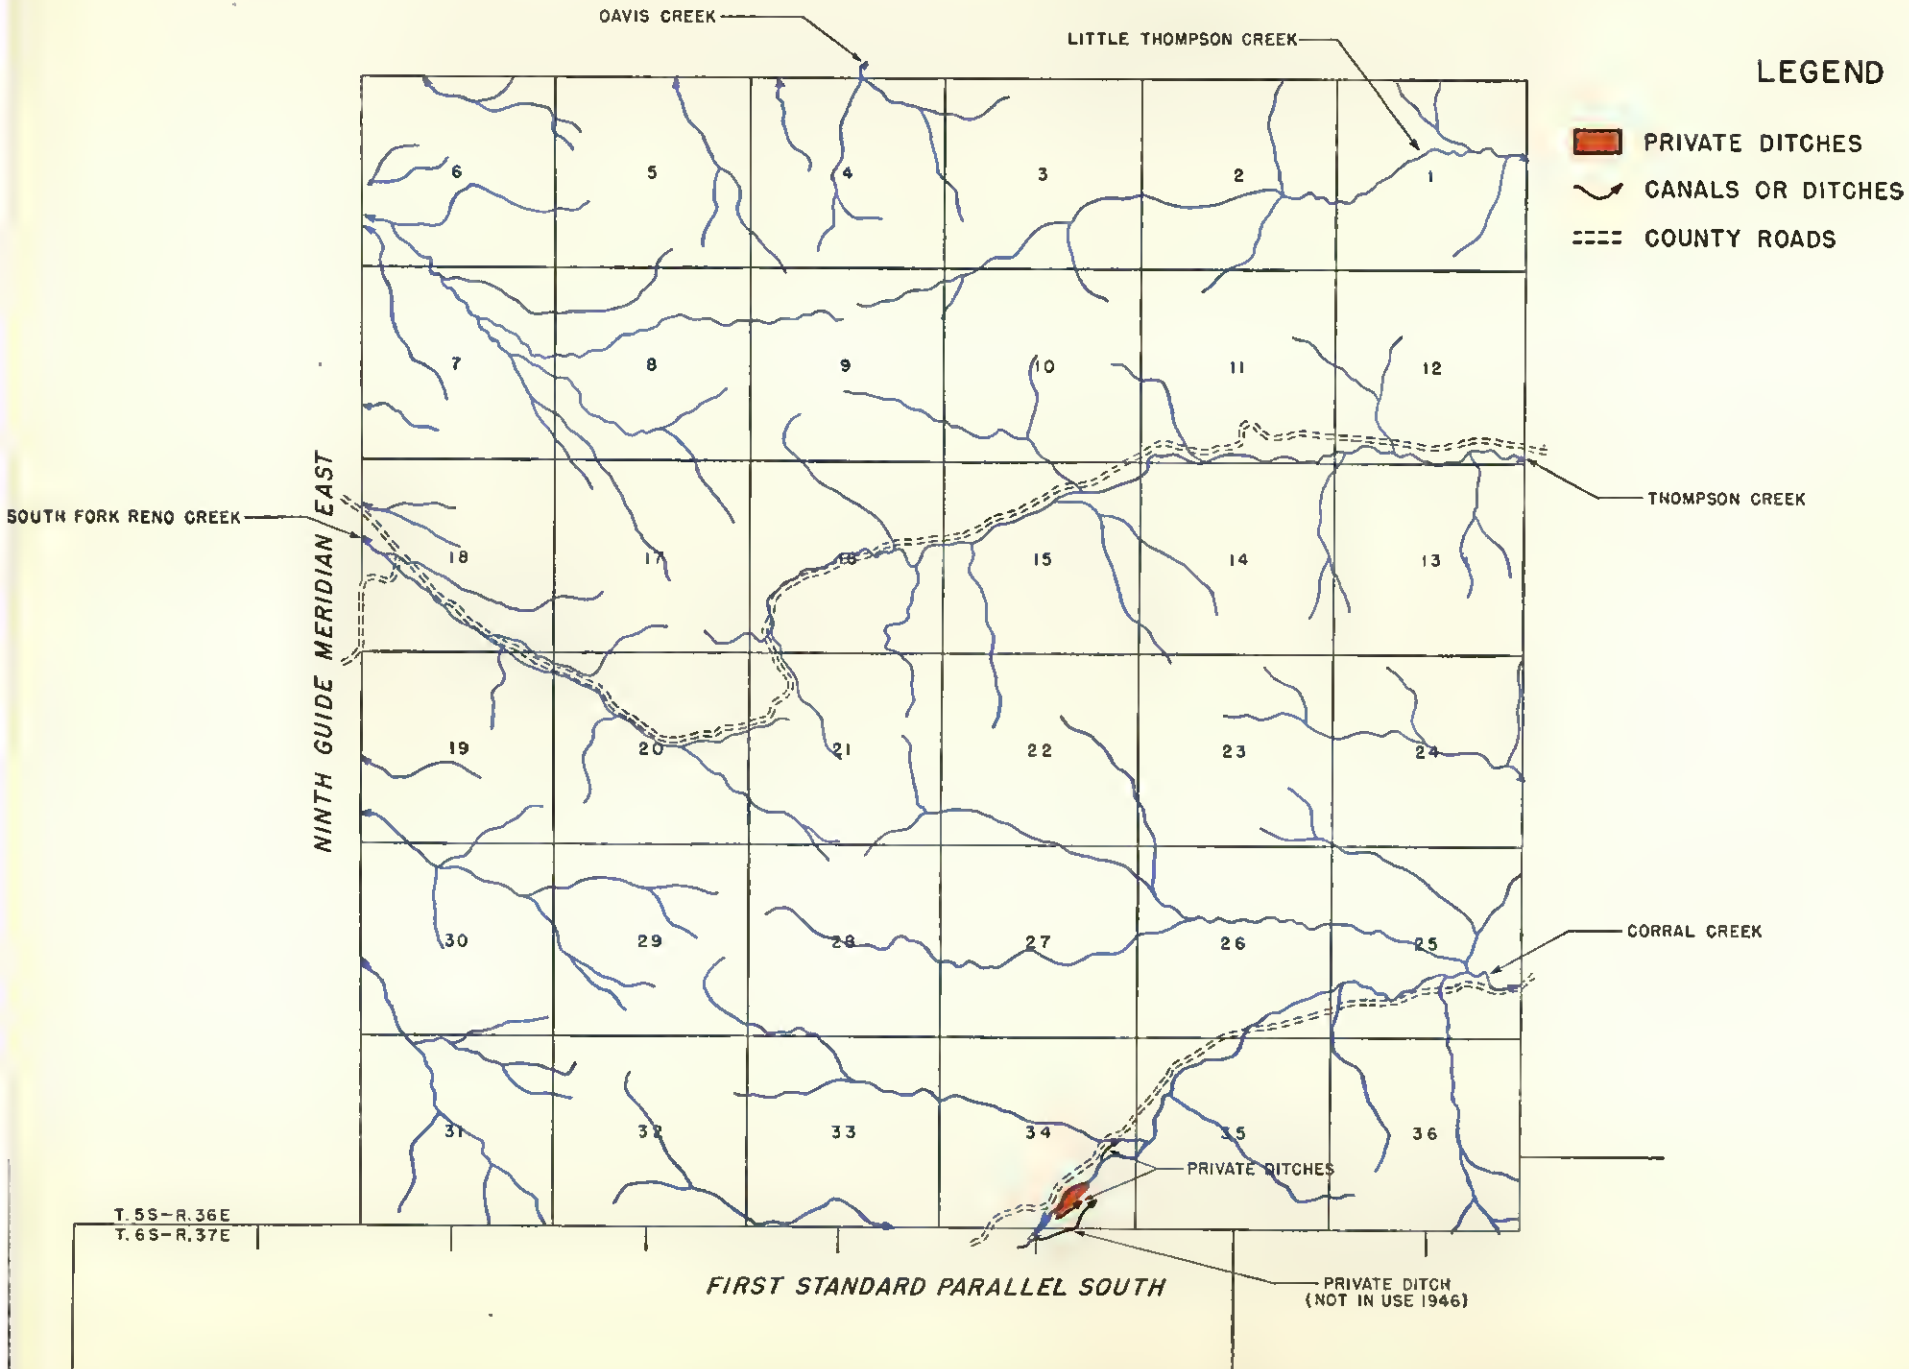 OAVIS CREEK
LITTLE THOMPSON CREEK
LEGEND
PRIVATE DITCHES
CANALS OR DITCHES
COUNTY ROADS
6 5 4 3 2 1
7 8 9 10 11 12
NINTH GUIDE MERIDIAN EAST
THOMPSON CREEK
SOUTH FORK RENO CREEK
18 17 16 15 14 13
19 20 21 22 23 24
30 29 28 27 26 25
CORRAL CREEK
31 32 33 34 35 36
PRIVATE DITCHES
T. 5S-R. 36E
T. 6S-R. 37E
FIRST STANDARD PARALLEL SOUTH
PRIVATE DITCH
(NOT IN USE 1946)